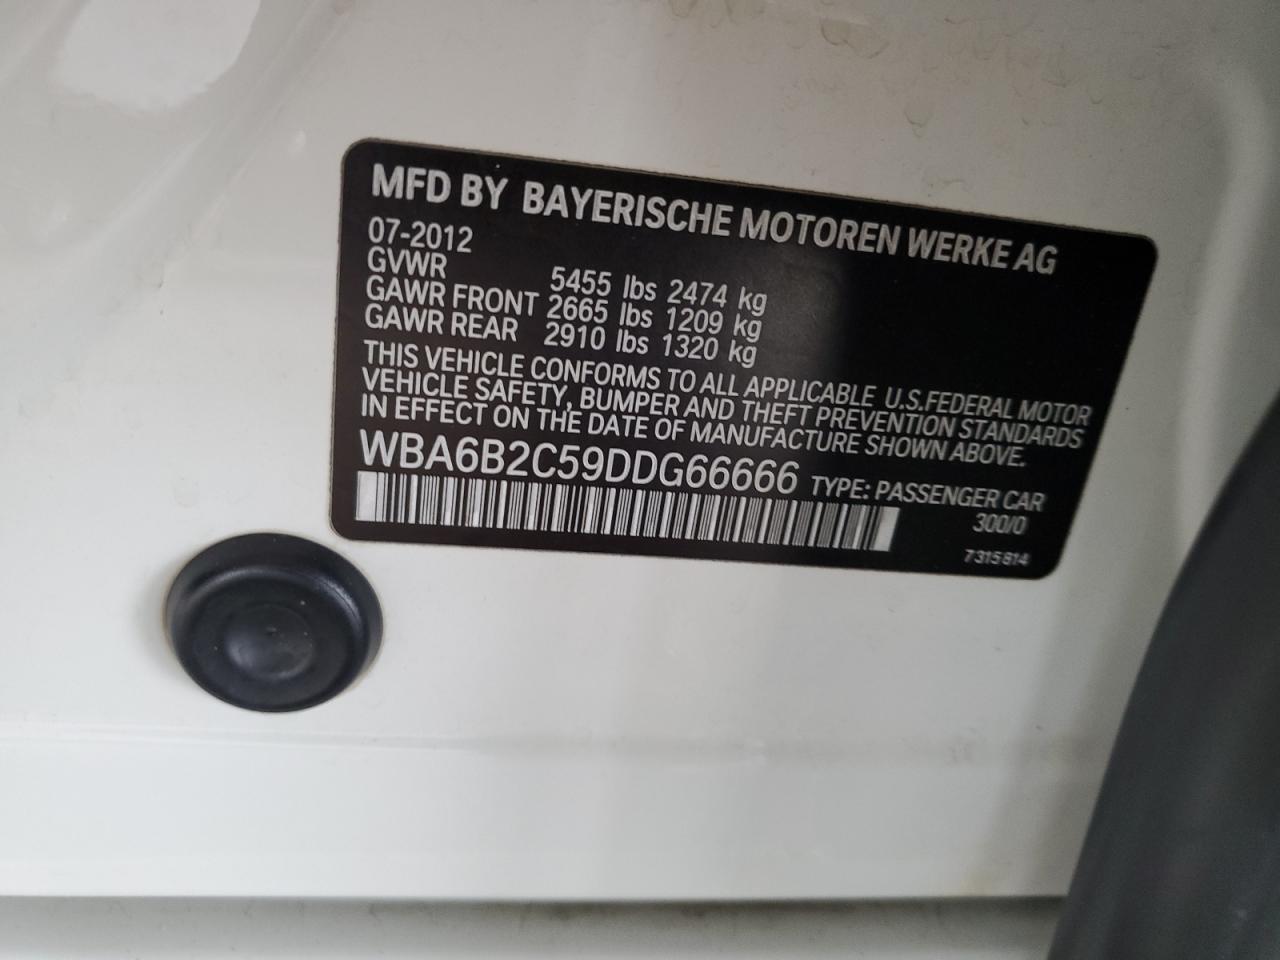 MFD BY BAYERISCHE MOTOREN WERKE AG
07-2012
GVWR 5455 lbs 2474 kg
GAWR FRONT 2665 lbs 1209 kg
GAWR REAR 2910 lbs 1320 kg
THIS VEHICLE CONFORMS TO ALL APPLICABLE U.S.FEDERAL MOTOR
VEHICLE SAFETY, BUMPER AND THEFT PREVENTION STANDARDS
IN EFFECT ON THE DATE OF MANUFACTURE SHOWN ABOVE.
WBA6B2C59DDG66666 TYPE: PASSENGER CAR
300/0
7315814